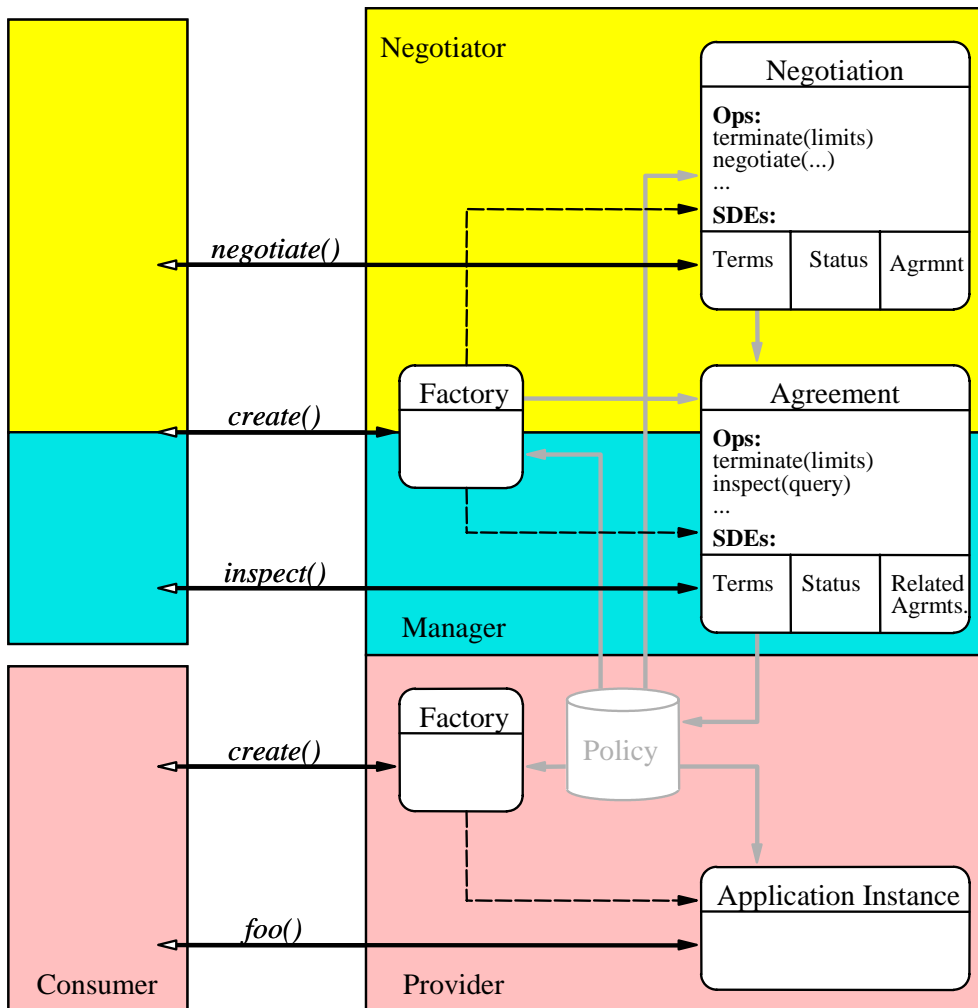 Negotiator
Negotiation
Ops:
terminate(limits)
negotiate(...)
...
SDEs:
Terms
Status
Agrmnt
negotiate()
Factory
create()
Agreement
Ops:
terminate(limits)
inspect(query)
...
SDEs:
Terms
Status
Related
Agrmts.
inspect()
Manager
Factory
create()
Policy
Application Instance
foo()
Consumer
Provider